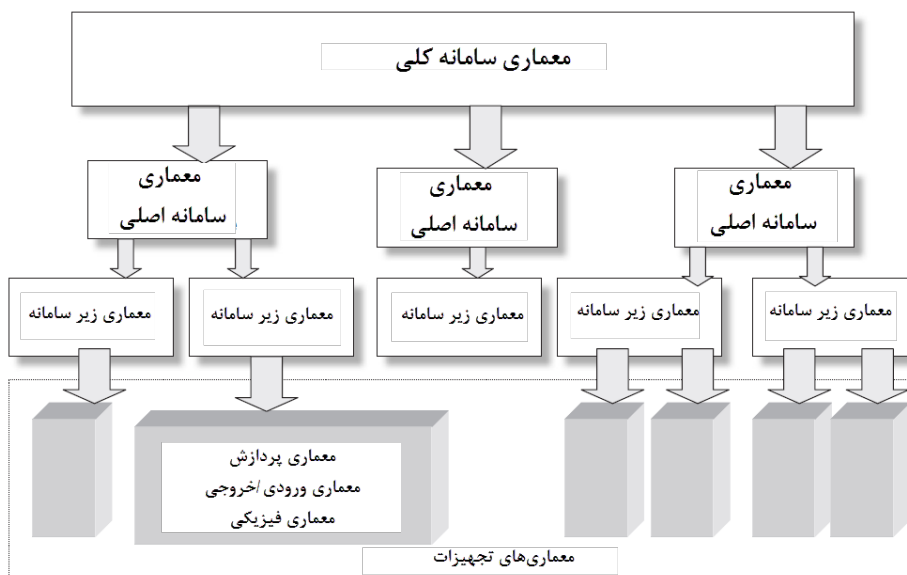 معماری سامانه کلی
معماری
سامانه اصلی
معماری
سامانه اصلی
معماری
سامانه اصلی
معماری زیر سامانه
معماری زیر سامانه
معماری زیر سامانه
معماری زیر سامانه
معماری زیر سامانه
معماری پردازش
معماری ورودی /خروجی
معماری فیزیکی
معماری‌های تجهیزات